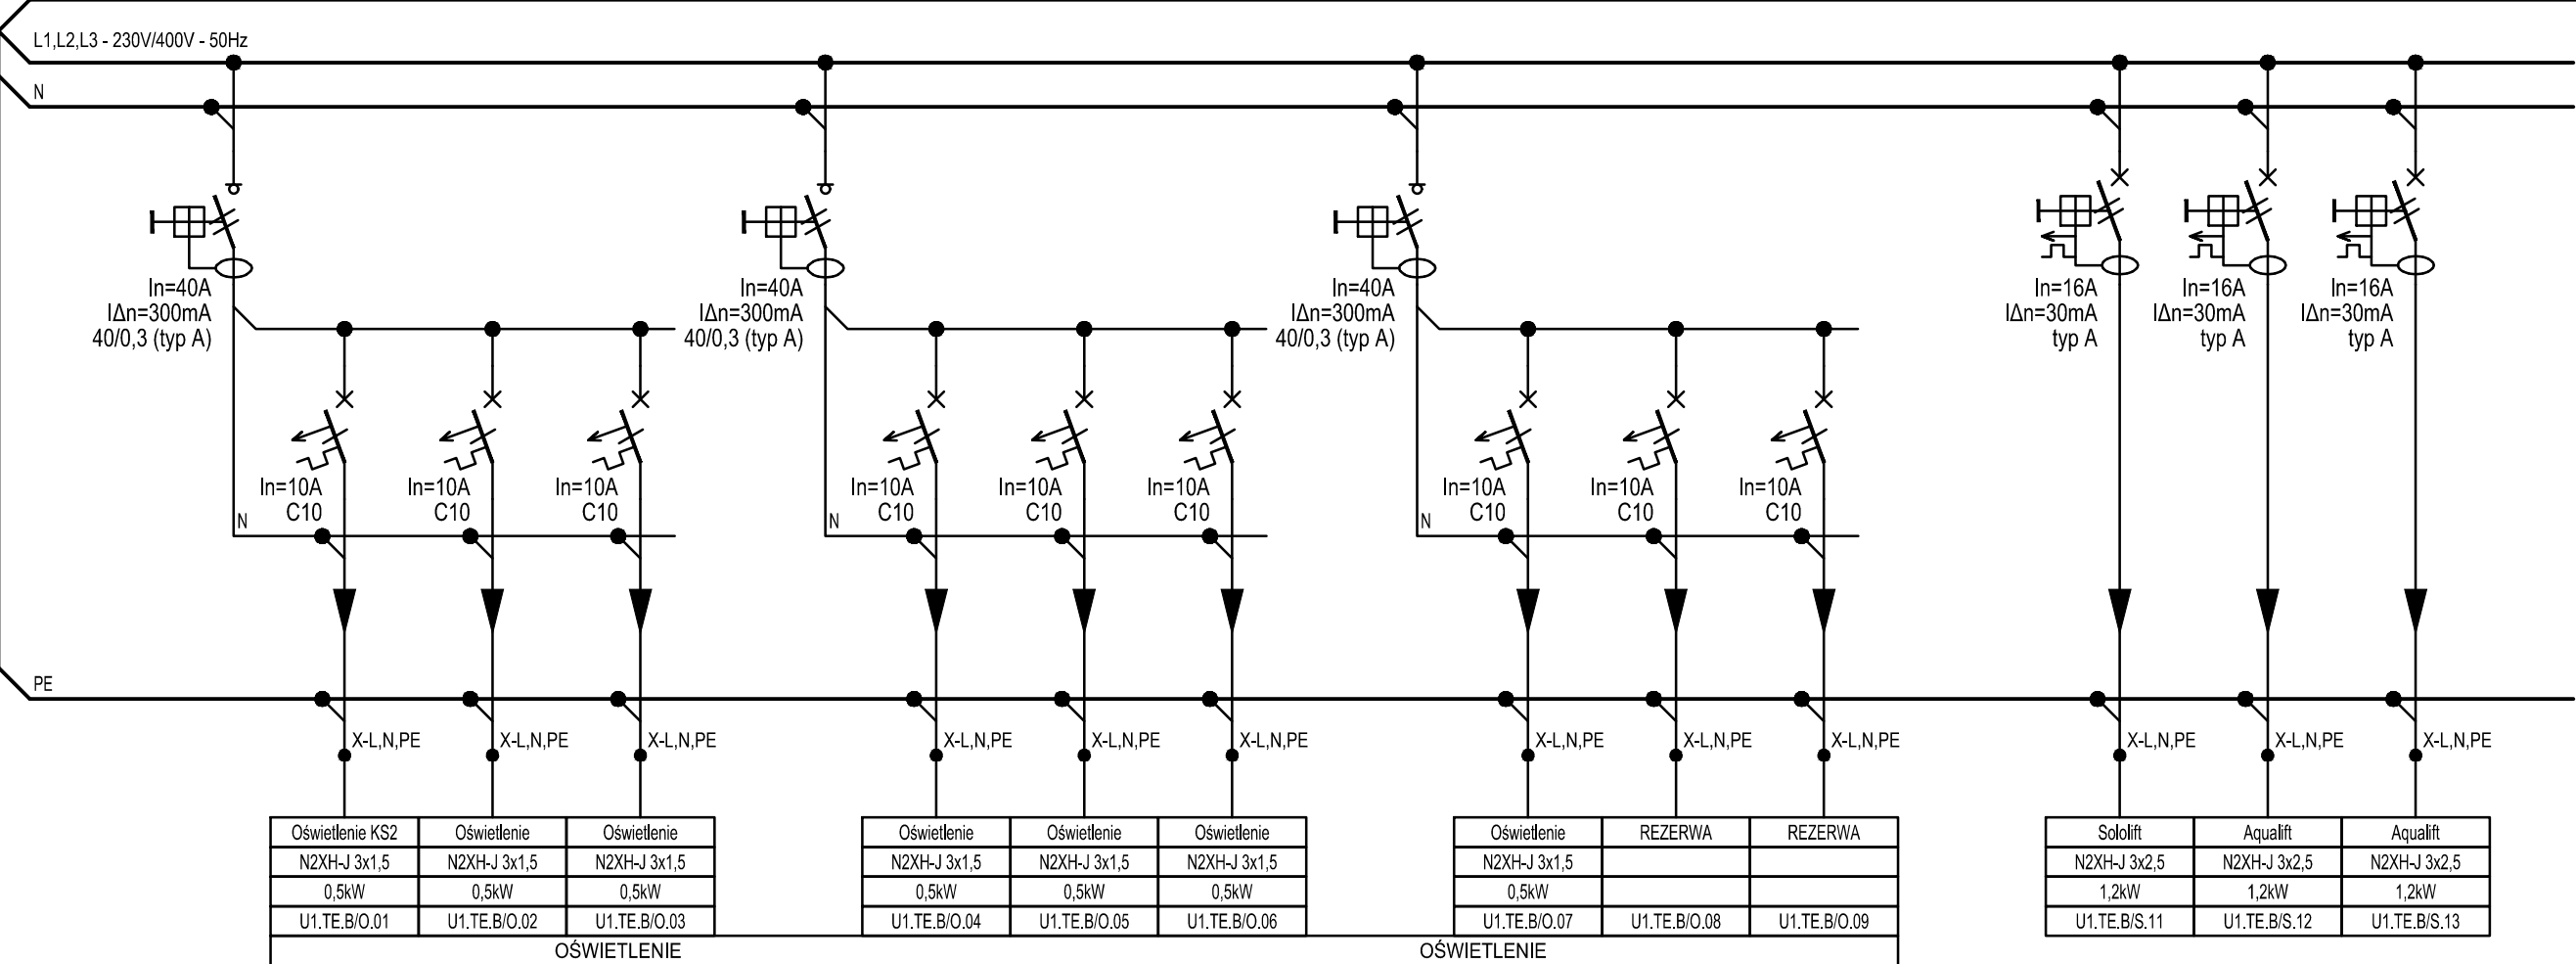 L1,L2,L3 - 230V/400V - 50Hz
N
In=40A
IΔn=300mA
40/0,3 (typ A)
In=40A
IΔn=300mA
40/0,3 (typ A)
In=40A
IΔn=300mA
40/0,3 (typ A)
In=16A
IΔn=30mA
typ A
In=16A
IΔn=30mA
typ A
In=16A
IΔn=30mA
typ A
In=10A
C10
In=10A
C10
In=10A
C10
In=10A
C10
In=10A
C10
In=10A
C10
In=10A
C10
In=10A
C10
In=10A
C10
N
N
N
PE
X-L,N,PE
X-L,N,PE
X-L,N,PE
X-L,N,PE
X-L,N,PE
X-L,N,PE
X-L,N,PE
X-L,N,PE
X-L,N,PE
X-L,N,PE
X-L,N,PE
X-L,N,PE
Oświetlenie KS2
N2XH-J 3x1,5
0,5kW
U1.TE.B/O.01
Oświetlenie
N2XH-J 3x1,5
0,5kW
U1.TE.B/O.02
Oświetlenie
N2XH-J 3x1,5
0,5kW
U1.TE.B/O.03
Oświetlenie
N2XH-J 3x1,5
0,5kW
U1.TE.B/O.04
Oświetlenie
N2XH-J 3x1,5
0,5kW
U1.TE.B/O.05
Oświetlenie
N2XH-J 3x1,5
0,5kW
U1.TE.B/O.06
Oświetlenie
N2XH-J 3x1,5
0,5kW
U1.TE.B/O.07
REZERWA
U1.TE.B/O.08
REZERWA
U1.TE.B/O.09
Sololift
N2XH-J 3x2,5
1,2kW
U1.TE.B/S.11
Aqualift
N2XH-J 3x2,5
1,2kW
U1.TE.B/S.12
Aqualift
N2XH-J 3x2,5
1,2kW
U1.TE.B/S.13
OŚWIETLENIE
OŚWIETLENIE